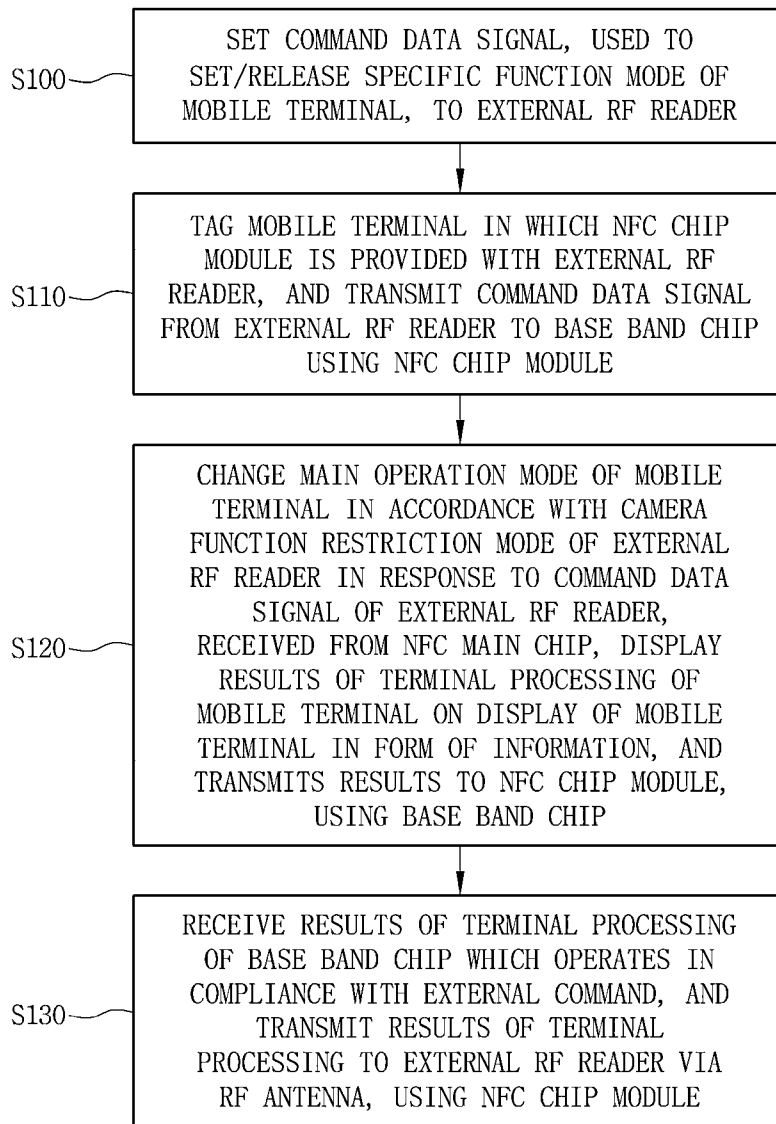 S100
SET COMMAND DATA SIGNAL, USED TO
SET/RELEASE SPECIFIC FUNCTION MODE OF
MOBILE TERMINAL, TO EXTERNAL RF READER
S110
TAG MOBILE TERMINAL IN WHICH NFC CHIP
MODULE IS PROVIDED WITH EXTERNAL RF
READER, AND TRANSMIT COMMAND DATA SIGNAL
FROM EXTERNAL RF READER TO BASE BAND CHIP
USING NFC CHIP MODULE
S120
CHANGE MAIN OPERATION MODE OF MOBILE
TERMINAL IN ACCORDANCE WITH CAMERA
FUNCTION RESTRICTION MODE OF EXTERNAL
RF READER IN RESPONSE TO COMMAND DATA
SIGNAL OF EXTERNAL RF READER,
RECEIVED FROM NFC MAIN CHIP, DISPLAY
RESULTS OF TERMINAL PROCESSING OF
MOBILE TERMINAL ON DISPLAY OF MOBILE
TERMINAL IN FORM OF INFORMATION, AND
TRANSMITS RESULTS TO NFC CHIP MODULE,
USING BASE BAND CHIP
S130
RECEIVE RESULTS OF TERMINAL PROCESSING
OF BASE BAND CHIP WHICH OPERATES IN
COMPLIANCE WITH EXTERNAL COMMAND, AND
TRANSMIT RESULTS OF TERMINAL
PROCESSING TO EXTERNAL RF READER VIA
RF ANTENNA, USING NFC CHIP MODULE